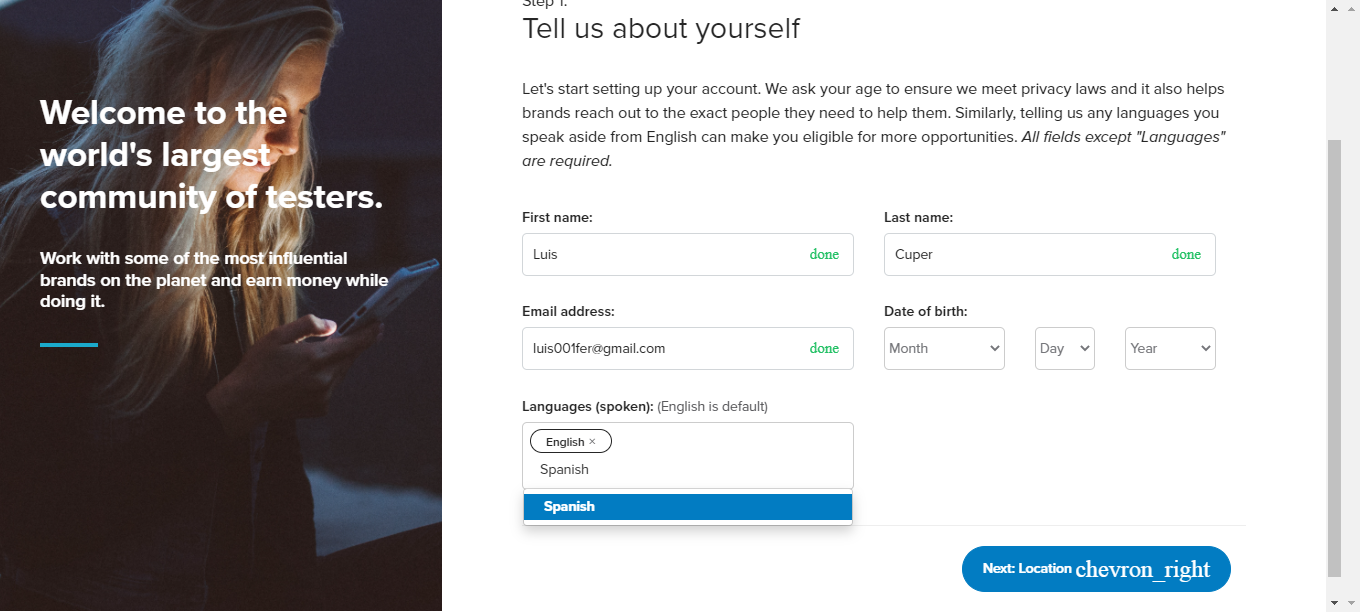 Welcome to the
world's largest
community of testers.
Work with some of the most influential
brands on the planet and earn money while
doing it.
Step 1:
Tell us about yourself
Let's start setting up your account. We ask your age to ensure we meet privacy laws and it also helps
brands reach out to the exact people they need to help them. Similarly, telling us any languages you
speak aside from English can make you eligible for more opportunities. All fields except "Languages"
are required.
First name:
Last name:
Luis done
Cuper done
Email address:
Date of birth:
luis001fer@gmail.com done
Month
Day
Year
Languages (spoken): (English is default)
English ×
Spanish
Spanish
Next: Location chevron_right